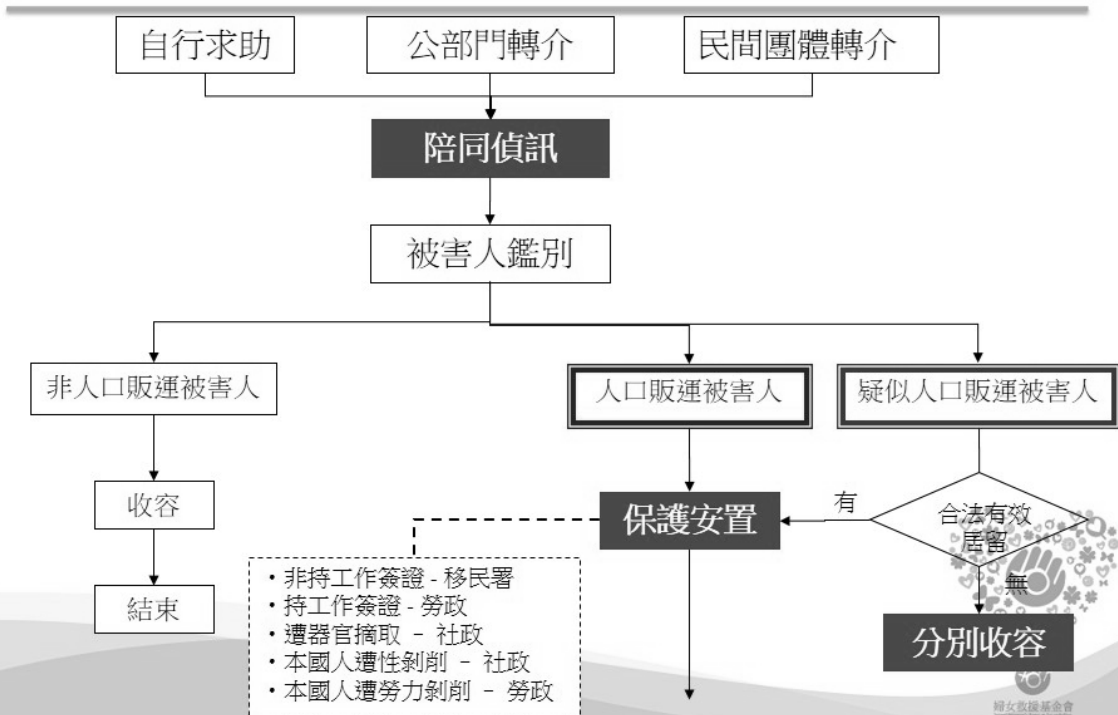 自行求助
公部門轉介
民間團體轉介
陪同偵訊
被害人鑑別
非人口販運被害人
人口販運被害人
疑似人口販運被害人
收容
保護安置
有
合法有效
居留
無
結束
・非持工作簽證 - 移民署
・持工作簽證 - 勞政
・遭器官摘取 – 社政
・本國人遭性剝削 – 社政
・本國人遭勞力剝削 – 勞政
分別收容
婦女救援基金會